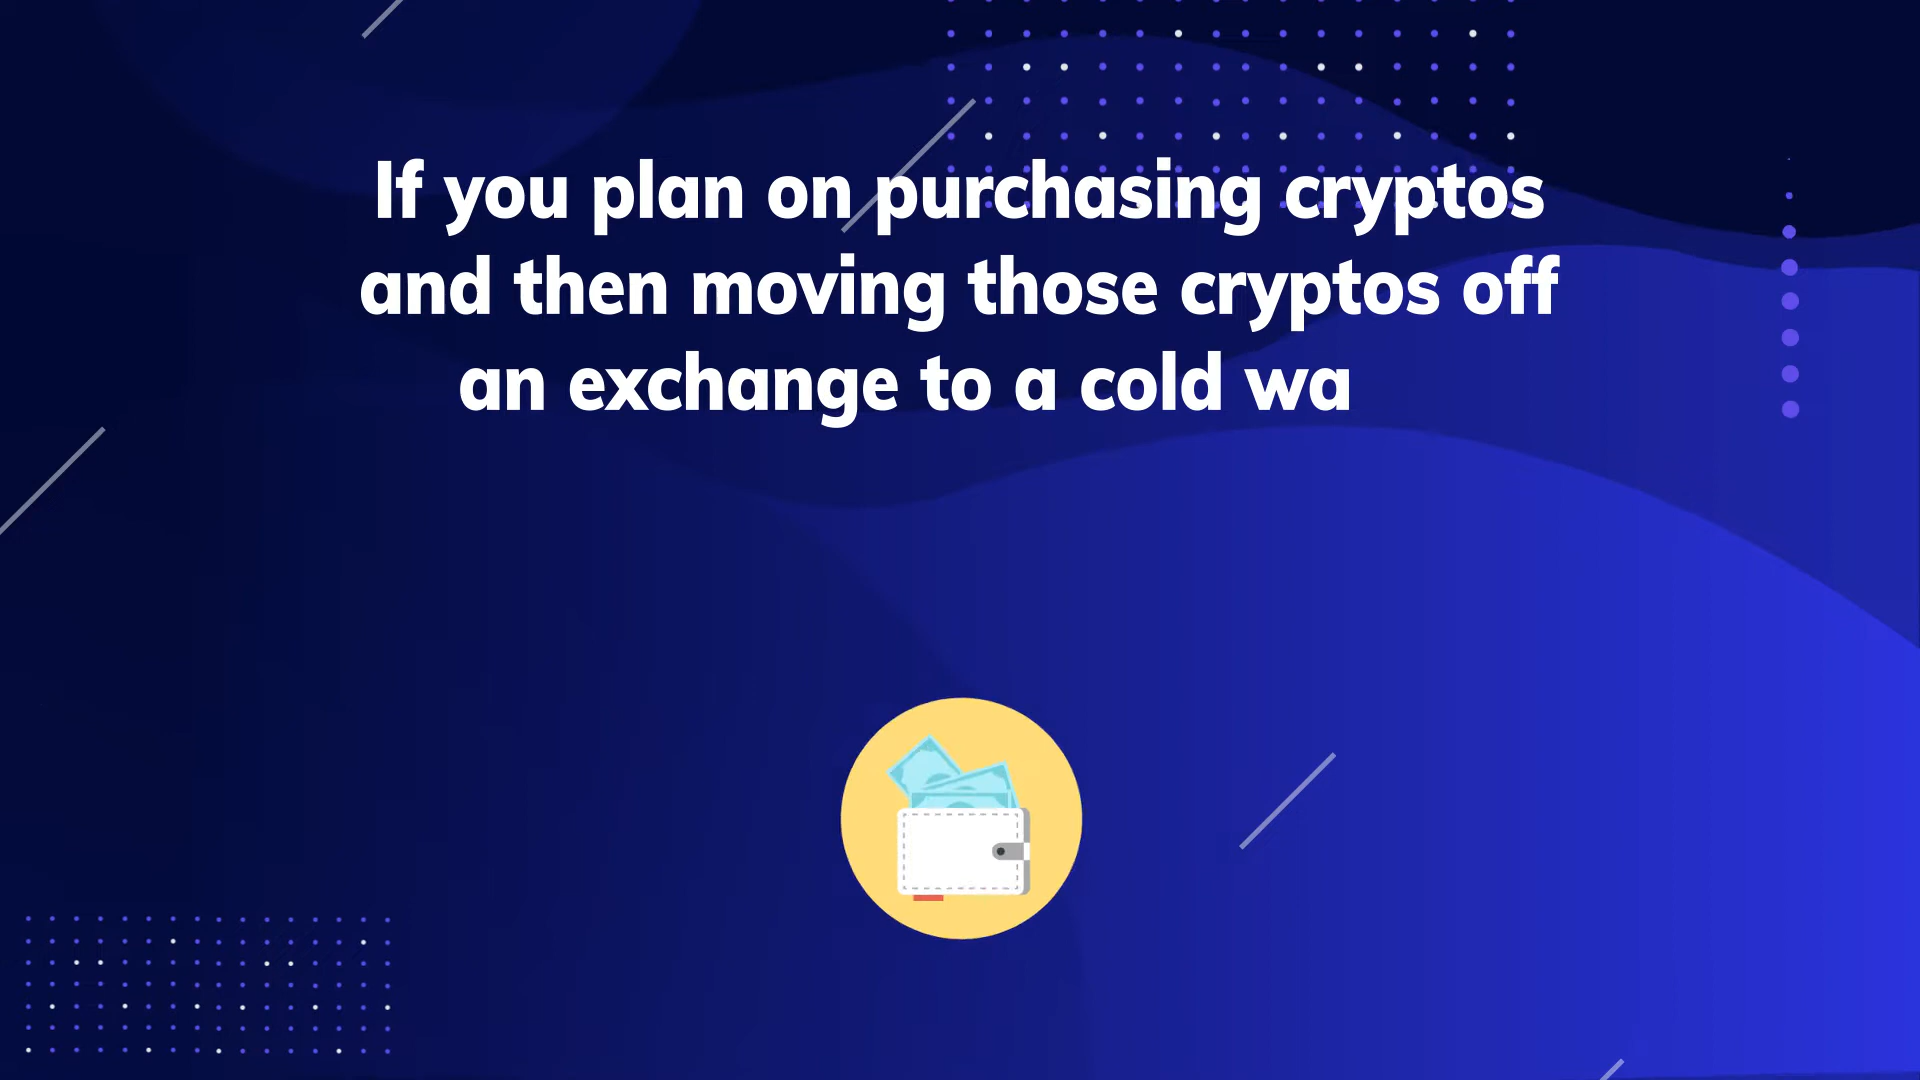 If you plan on purchasing cryptos
and then moving those cryptos off
an exchange to a cold wa